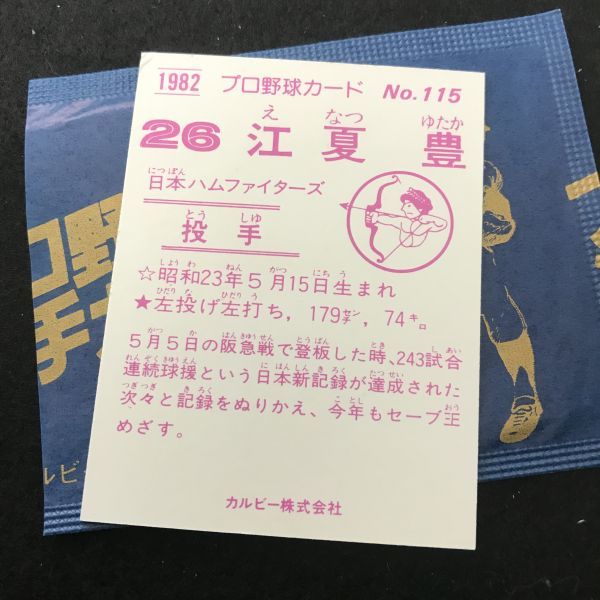 1982 プロ野球カード No.115
え なつ ゆたか
26 江夏 豊
にっぽん
日本ハムファイターズ
とう しゅ
投手
しょうわ ねん がつ にちう
☆昭和23年5月15日生まれ
ひだりな ひだりう
★左投げ左打ち，179センチ，74キロ
がつ か はんきゅうせん とうばん とき しあい
5月5日の阪急戦で登板した時、243試合
れんぞくきゅうえん にほんしんきろく たっせい
連続球援という日本新記録が達成された
つぎつぎ きろく ことし おう
次々と記録をぬりかえ、今年もセーブ王
めざす。
カルビー株式会社
ロ野
手カ
ルビー